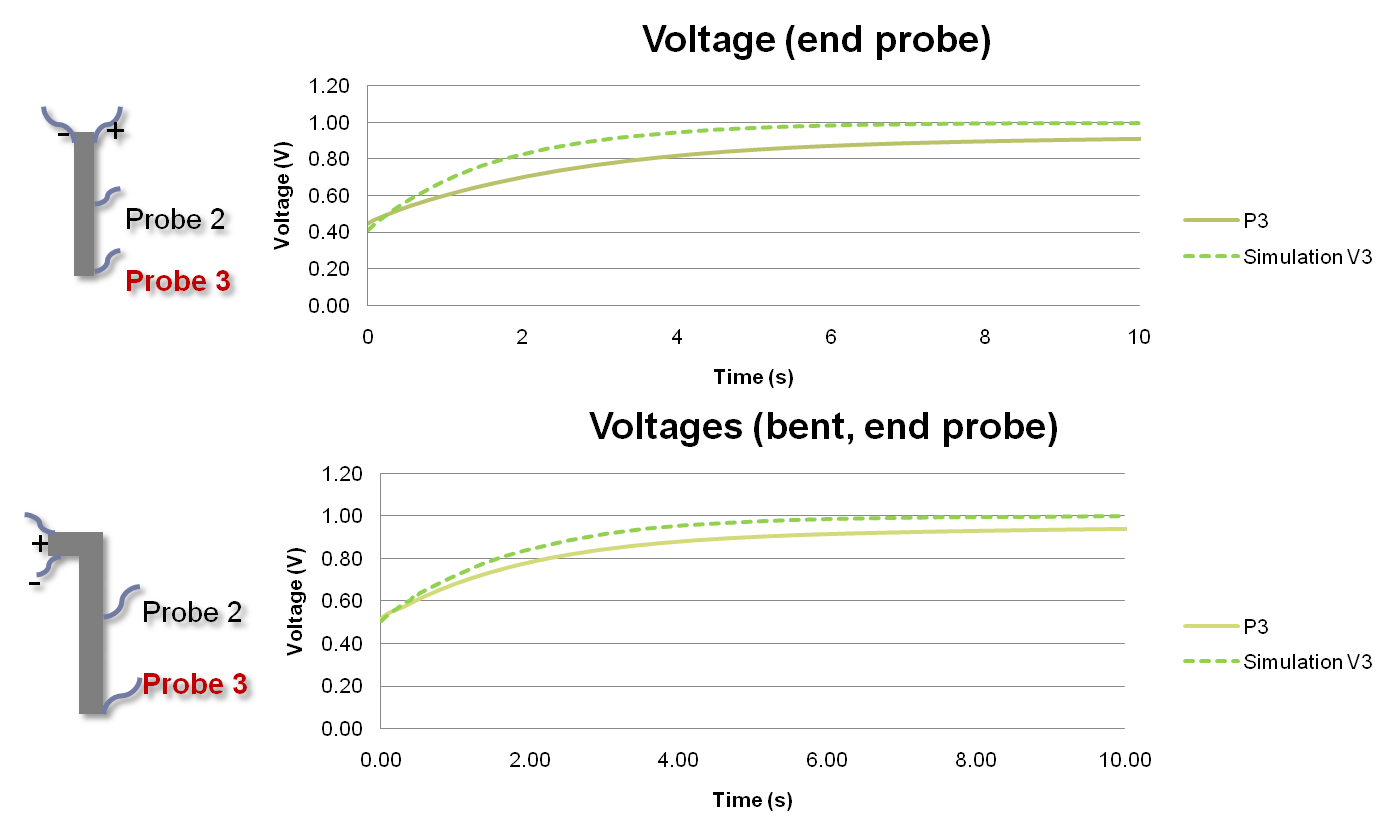 Voltage (end probe)
- +
Probe 2
Probe 3
Voltage (V)
1.20
1.00
0.80
0.60
0.40
0.20
0.00
0 2 4 6 8 10
Time (s)
P3
Simulation V3
Voltages (bent, end probe)
+
-
Probe 2
Probe 3
Voltage (V)
1.20
1.00
0.80
0.60
0.40
0.20
0.00
0.00 2.00 4.00 6.00 8.00 10.00
Time (s)
P3
Simulation V3